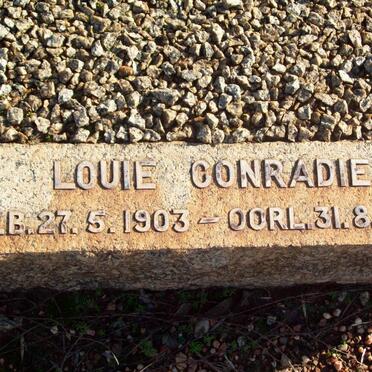 LOUIE CONRADIE
.B. 27. 5. 1903 – OORL. 31. 8.